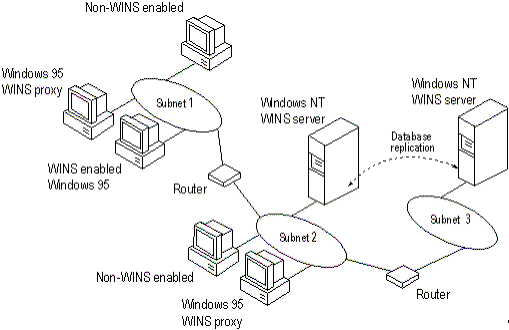 Non-WINS enabled
Windows 95
WINS proxy
Subnet 1
WINS enabled
Windows 95
Windows NT
WINS server
Windows NT
WINS server
Database
replication
Router
Subnet 2
Subnet 3
Non-WINS enabled
Windows 95
WINS proxy
Router